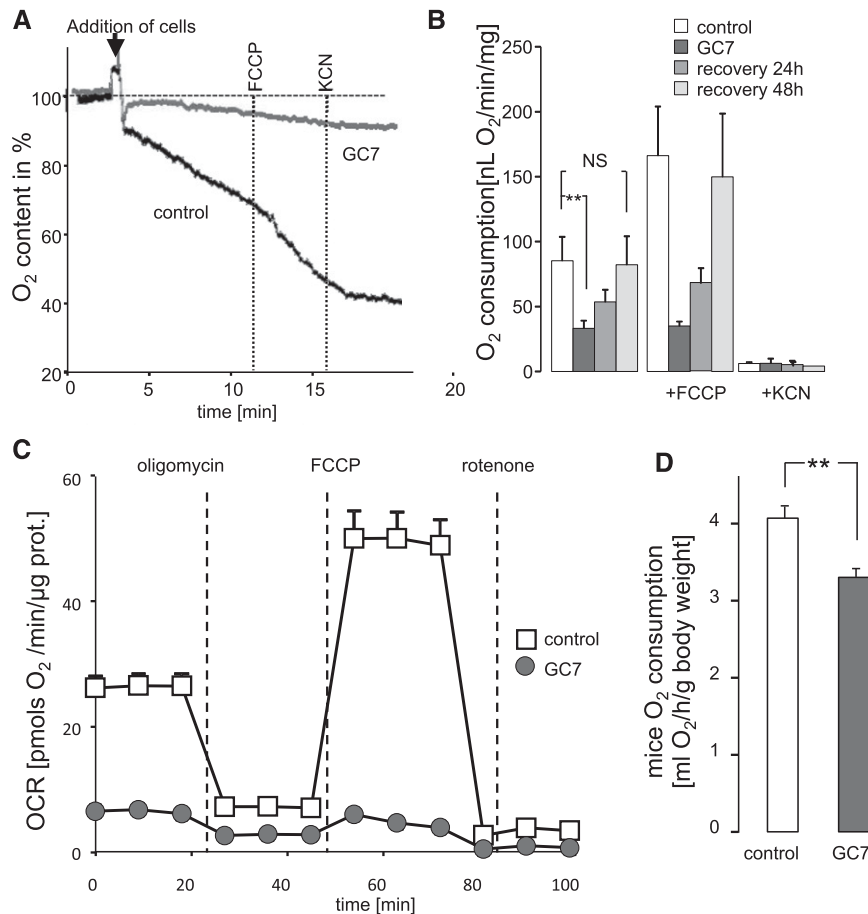 A
Addition of cells
FCCP
KCN
100
80
60
40
20
O2 content in %
control
GC7
0
5
10
15
20
time [min]
B
control
GC7
recovery 24h
recovery 48h
O2 consumption[nL O2/min/mg]
250
200
150
100
50
0
NS
**
+FCCP
+KCN
C
oligomycin
FCCP
rotenone
OCR [pmols O2 /min/µg prot.]
60
40
20
0
control
GC7
0
20
40
60
80
100
time [min]
D
**
mice O2 consumption
[ml O2/h/g body weight]
4
3
2
1
0
control
GC7